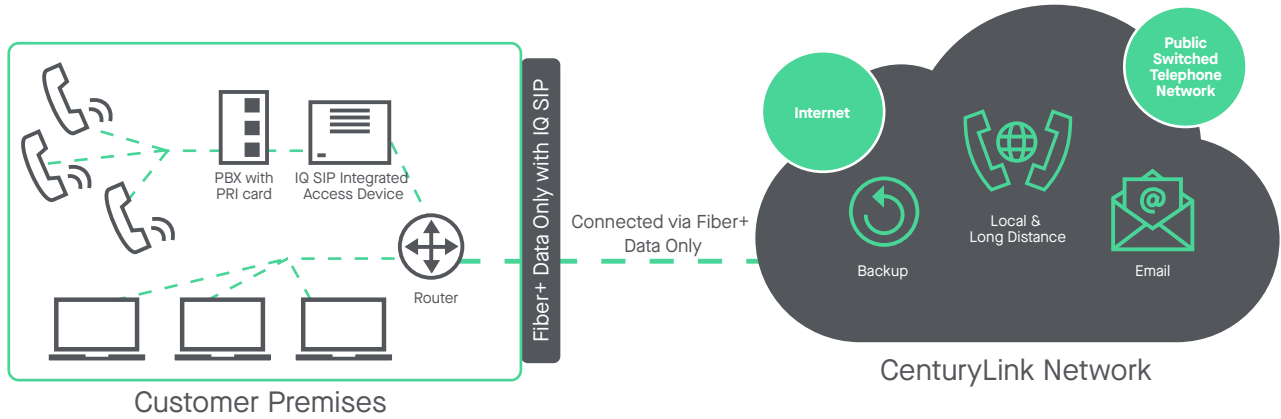 PBX with
PRI card
IQ SIP Integrated
Access Device
Router
Customer Premises
Fiber+ Data Only with IQ SIP
Connected via Fiber+
Data Only
Internet
Public
Switched
Telephone
Network
Backup
Local &
Long Distance
@
Email
CenturyLink Network